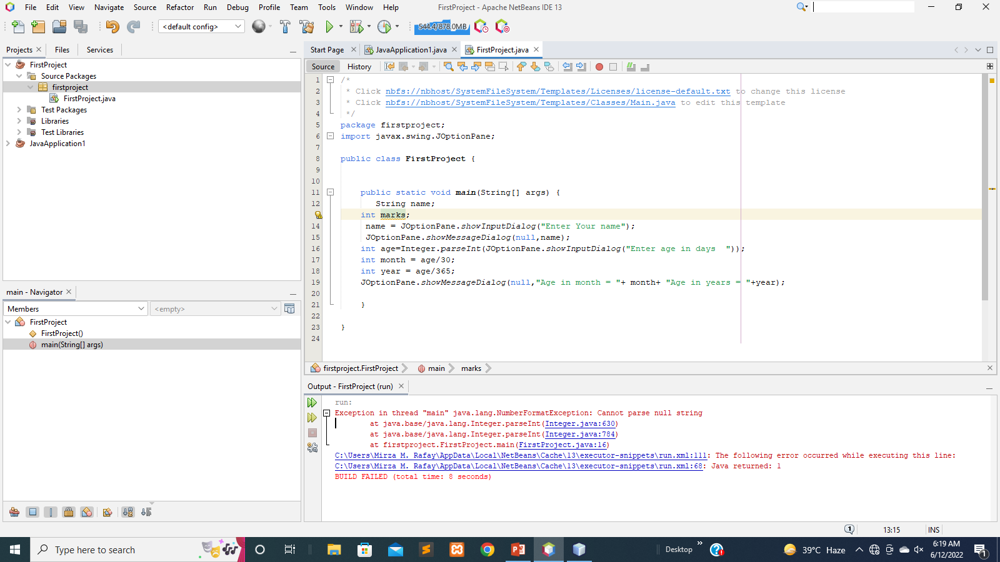 File Edit View Navigate Source Refactor Run Debug Profile Team Tools Window Help FirstProject - Apache NetBeans IDE 13
<default config> 544.4/878.0MB
Projects Files Services
Start Page JavaApplication1.java FirstProject.java
Source History
FirstProject
Source Packages
firstproject
FirstProject.java
Test Packages
Libraries
Test Libraries
JavaApplication1
1 /*
2 * Click nbfs://nbhost/SystemFileSystem/Templates/Licenses/license-default.txt to change this license
3 * Click nbfs://nbhost/SystemFileSystem/Templates/Classes/Main.java to edit this template
4 */
5 package firstproject;
6 import javax.swing.JOptionPane;
7
8 public class FirstProject {
9
10
11 public static void main(String[] args) {
12 String name;
int marks;
14 name = JOptionPane.showInputDialog("Enter Your name");
15 JOptionPane.showMessageDialog(null,name);
16 int age=Integer.parseInt(JOptionPane.showInputDialog("Enter age in days  "));
17 int month = age/30;
18 int year = age/365;
19 JOptionPane.showMessageDialog(null,"Age in month = "+ month+ "Age in years = "+year);
20
21 }
22
23 }
24
main - Navigator
Members <empty>
FirstProject
FirstProject()
main(String[] args)
firstproject.FirstProject main marks
Output - FirstProject (run)
run:
Exception in thread "main" java.lang.NumberFormatException: Cannot parse null string
at java.base/java.lang.Integer.parseInt(Integer.java:630)
at java.base/java.lang.Integer.parseInt(Integer.java:784)
at firstproject.FirstProject.main(FirstProject.java:16)
C:\Users\Mirza M. Rafay\AppData\Local\NetBeans\Cache\13\executor-snippets\run.xml:111: The following error occurred while executing this line:
C:\Users\Mirza M. Rafay\AppData\Local\NetBeans\Cache\13\executor-snippets\run.xml:68: Java returned: 1
BUILD FAILED (total time: 8 seconds)
1 13:15 INS
Type here to search
Desktop
39°C Haze
6:19 AM
6/12/2022
1